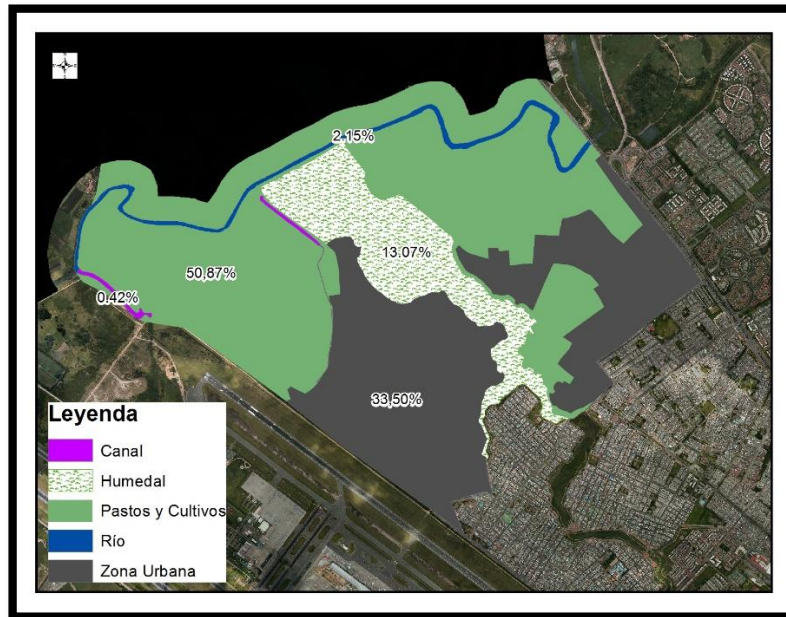 2,15%
13,07%
50,87%
0,42%
33,50%
Leyenda
Canal
Humedal
Pastos y Cultivos
Río
Zona Urbana